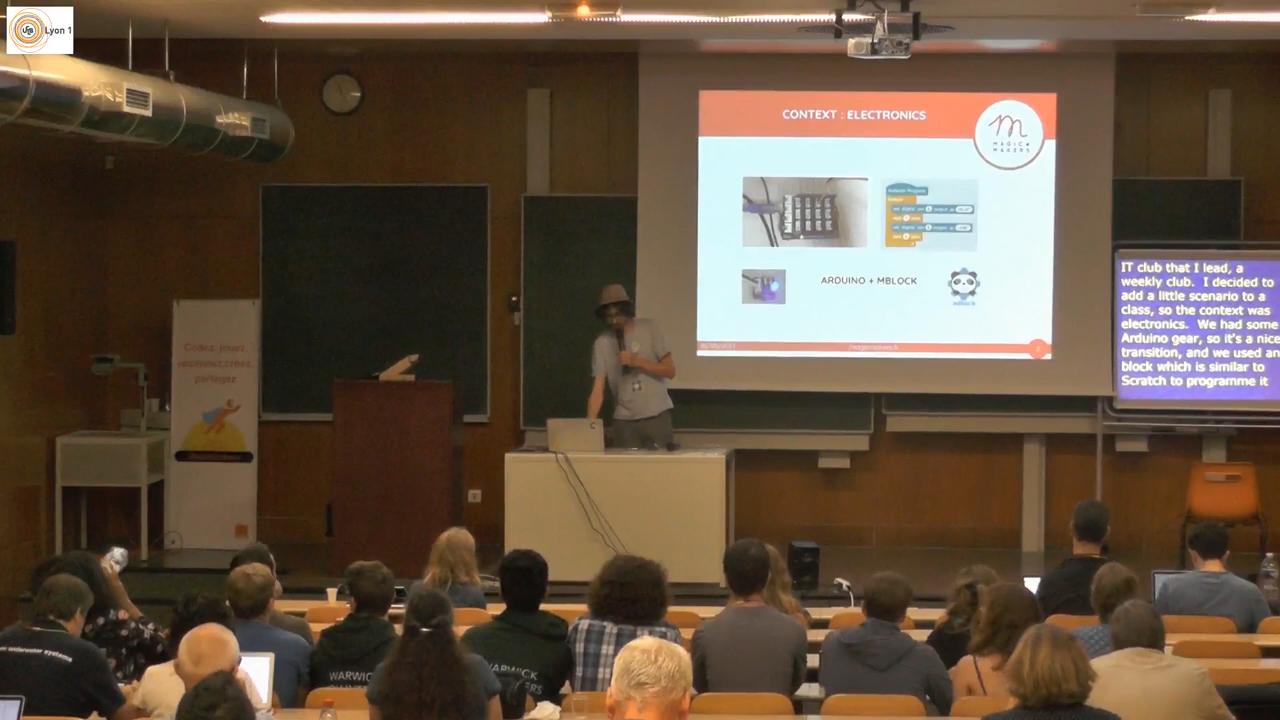 Lyon 1
CONTEXT : ELECTRONICS
MAGIC
MAKERS
ARDUINO + MBLOCK
IT club that I lead, a
weekly club. I decided to
add a little scenario to a
class, so the context was
electronics. We had some
Arduino gear, so it's a nice
transition, and we used an
block which is similar to
Scratch to programme it
Codez, jouez,
partagez
WARWICK
WARWICK